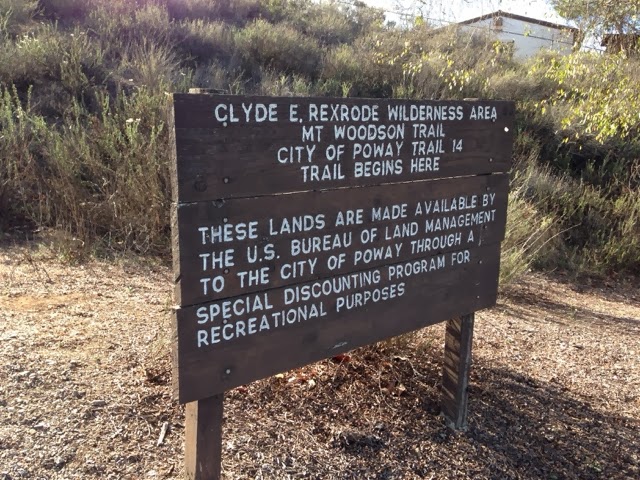 CLYDE E. REXRODE WILDERNESS AREA
MT WOODSON TRAIL
CITY OF POWAY TRAIL 14
TRAIL BEGINS HERE
THESE LANDS ARE MADE AVAILABLE BY
THE U.S. BUREAU OF LAND MANAGEMENT
TO THE CITY OF POWAY THROUGH A
SPECIAL DISCOUNTING PROGRAM FOR
RECREATIONAL PURPOSES